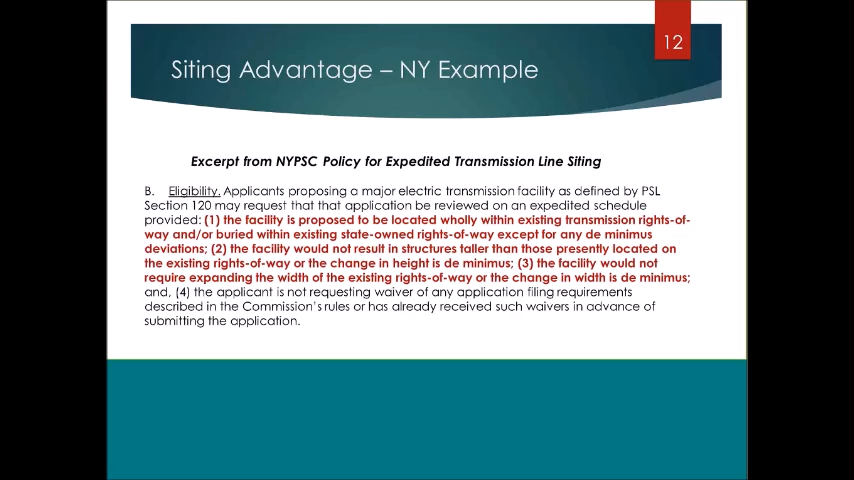 12
Siting Advantage – NY Example
Excerpt from NYPSC Policy for Expedited Transmission Line Siting
B. Eligibility. Applicants proposing a major electric transmission facility as defined by PSL
Section 120 may request that that application be reviewed on an expedited schedule
provided: (1) the facility is proposed to be located wholly within existing transmission rights-of-
way and/or buried within existing state-owned rights-of-way except for any de minimus
deviations; (2) the facility would not result in structures taller than those presently located on
the existing rights-of-way or the change in height is de minimus; (3) the facility would not
require expanding the width of the existing rights-of-way or the change in width is de minimus;
and, (4) the applicant is not requesting waiver of any application filing requirements
described in the Commission's rules or has already received such waivers in advance of
submitting the application.